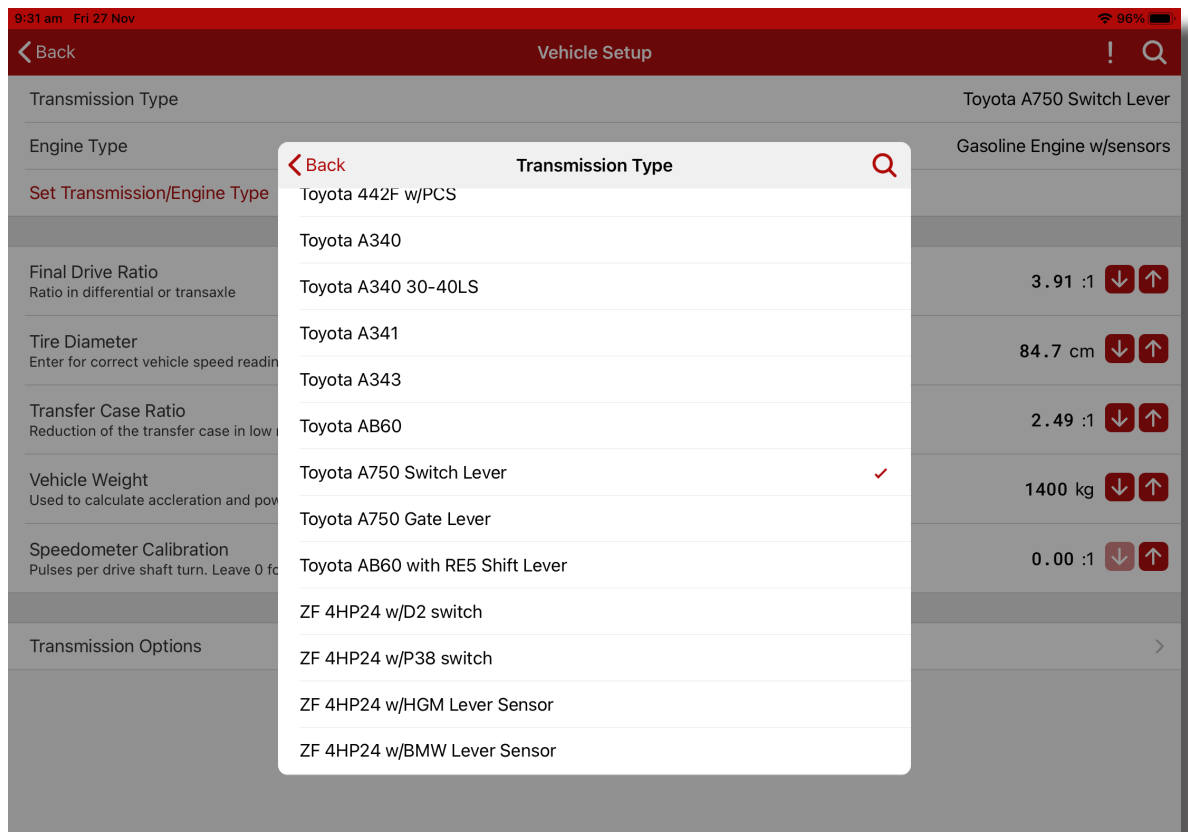 9:31 am Fri 27 Nov
96%
Back
Vehicle Setup
!
Transmission Type
Toyota A750 Switch Lever
Engine Type
Gasoline Engine w/sensors
Set Transmission/Engine Type
Final Drive Ratio
Ratio in differential or transaxle
3.91 :1
Tire Diameter
Enter for correct vehicle speed readin
84.7 cm
Transfer Case Ratio
Reduction of the transfer case in low
2.49 :1
Vehicle Weight
Used to calculate accleration and pow
1400 kg
Speedometer Calibration
Pulses per drive shaft turn. Leave 0 fo
0.00 :1
Transmission Options
Back
Transmission Type
Toyota 442F w/PCS
Toyota A340
Toyota A340 30-40LS
Toyota A341
Toyota A343
Toyota AB60
Toyota A750 Switch Lever
Toyota A750 Gate Lever
Toyota AB60 with RE5 Shift Lever
ZF 4HP24 w/D2 switch
ZF 4HP24 w/P38 switch
ZF 4HP24 w/HGM Lever Sensor
ZF 4HP24 w/BMW Lever Sensor